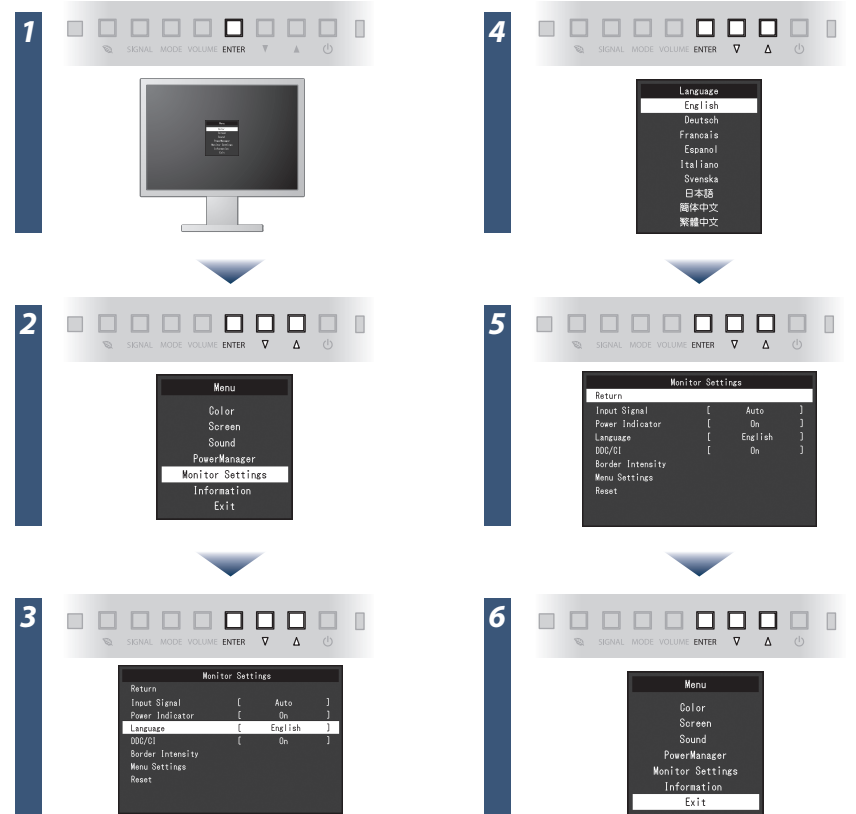 1
SIGNAL MODE VOLUME ENTER
Menu
2
SIGNAL MODE VOLUME ENTER
Menu
Color
Screen
Sound
PowerManager
Monitor Settings
Information
Exit
3
SIGNAL MODE VOLUME ENTER
Monitor Settings
Return
Input Signal [ Auto ]
Power Indicator [ On ]
Language [ English ]
DDC/CI [ On ]
Border Intensity
Menu Settings
Reset
4
SIGNAL MODE VOLUME ENTER
Language
English
Deutsch
Francais
Espanol
Italiano
Svenska
日本語
简体中文
繁體中文
5
SIGNAL MODE VOLUME ENTER
Monitor Settings
Return
Input Signal [ Auto ]
Power Indicator [ On ]
Language [ English ]
DDC/CI [ On ]
Border Intensity
Menu Settings
Reset
6
SIGNAL MODE VOLUME ENTER
Menu
Color
Screen
Sound
PowerManager
Monitor Settings
Information
Exit